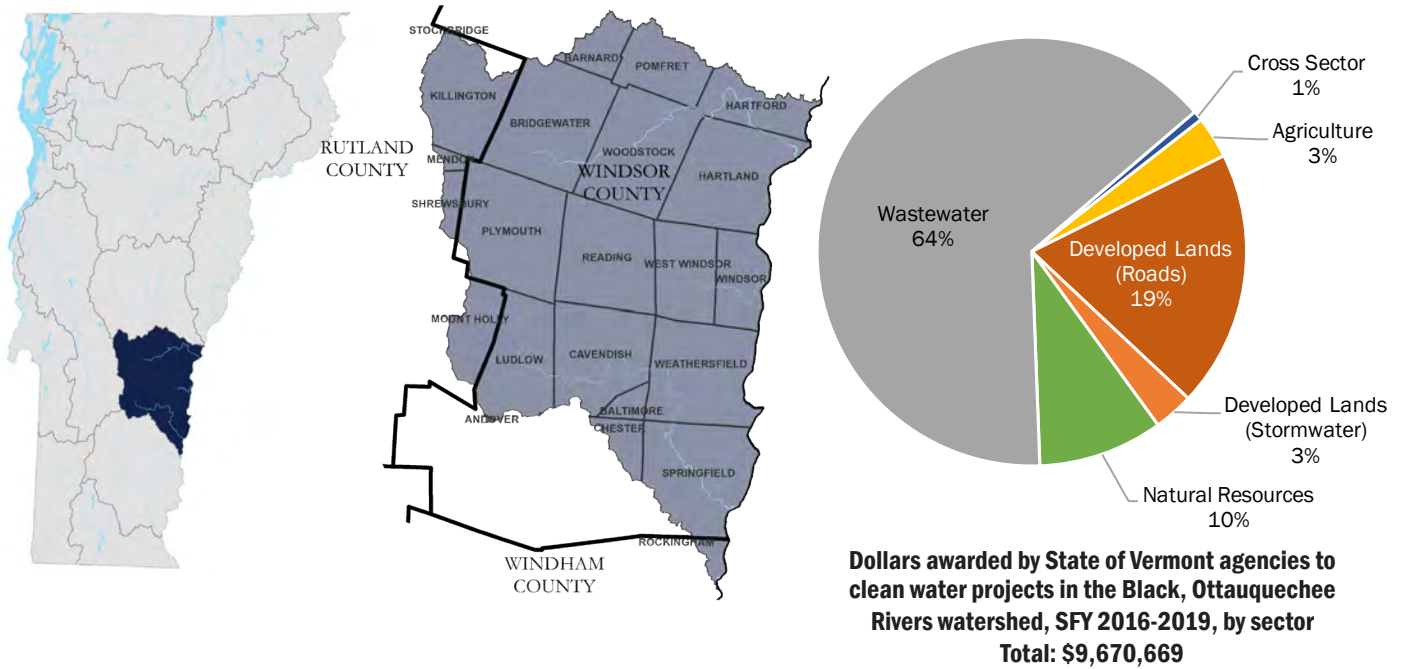 STOCKBRIDGE
BARNARD
POMFRET
KILLINGTON
HARTFORD
BRIDGEWATER
RUTLAND
COUNTY
MENDON
WOODSTOCK
WINDSOR
COUNTY
HARTLAND
SHREWSBURY
PLYMOUTH
READING
WEST WINDSOR
WINDSOR
MOUNT HOLLY
LUDLOW
CAVENDISH
WEATHERSFIELD
ANDOVER
BALTIMORE
CHESTER
SPRINGFIELD
ROCKINGHAM
WINDHAM
COUNTY
Cross Sector
1%
Agriculture
3%
Wastewater
64%
Developed Lands
(Roads)
19%
Developed Lands
(Stormwater)
3%
Natural Resources
10%
Dollars awarded by State of Vermont agencies to
clean water projects in the Black, Ottauquechee
Rivers watershed, SFY 2016-2019, by sector
Total: $9,670,669